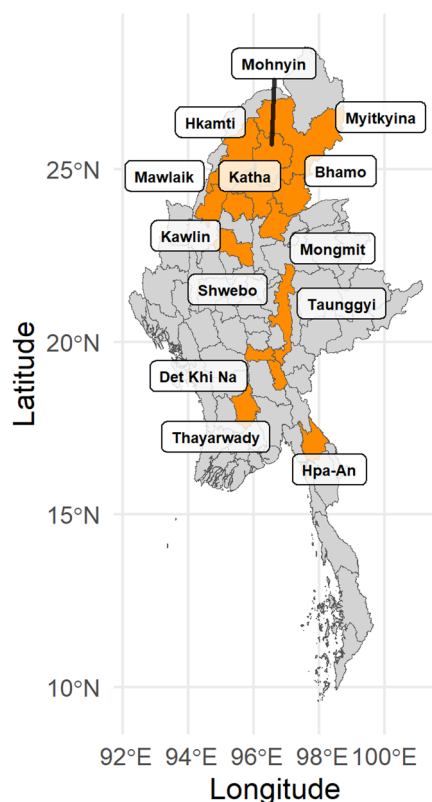 Mohnyin
Hkamti
Myitkyina
Mawlaik
Katha
Bhamo
Kawlin
Mongmit
Shwebo
Taunggyi
Det Khi Na
Thayarwady
Hpa-An
25°N
20°N
15°N
10°N
Latitude
92°E 94°E 96°E 98°E 100°E
Longitude